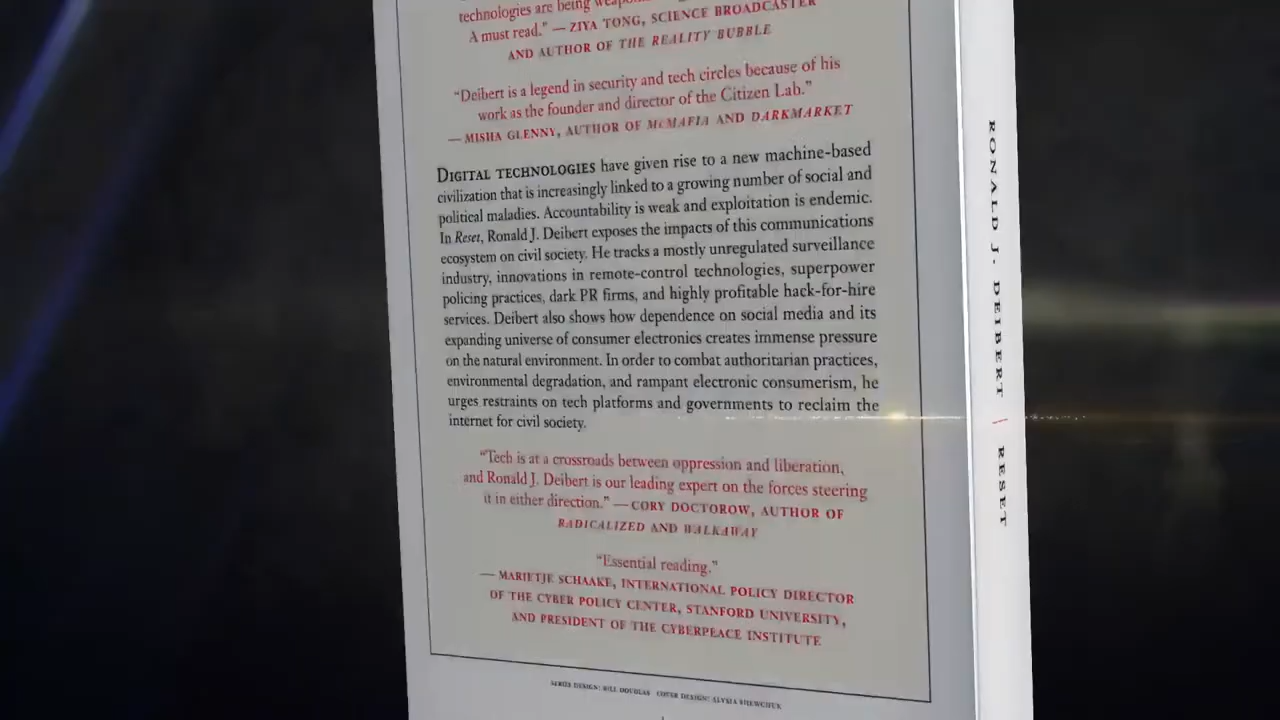 technologies are being
A must read." — ZIYA TONG, SCIENCE BROADCASTER
AND AUTHOR OF THE REALITY BUBBLE
"Deibert is a legend in security and tech circles because of his
work as the founder and director of the Citizen Lab."
— MISHA GLENNY, AUTHOR OF McMAFIA AND DARKMARKET
DIGITAL TECHNOLOGIES have given rise to a new machine-based
civilization that is increasingly linked to a growing number of social and
political maladies. Accountability is weak and exploitation is endemic.
In Reset, Ronald J. Deibert exposes the impacts of this communications
ecosystem on civil society. He tracks a mostly unregulated surveillance
industry, innovations in remote-control technologies, superpower
policing practices, dark PR firms, and highly profitable hack-for-hire
services. Deibert also shows how dependence on social media and its
expanding universe of consumer electronics creates immense pressure
on the natural environment. In order to combat authoritarian practices,
environmental degradation, and rampant electronic consumerism, he
urges restraints on tech platforms and governments to reclaim the
internet for civil society.
"Tech is at a crossroads between oppression and liberation,
and Ronald J. Deibert is our leading expert on the forces steering
it in either direction." — CORY DOCTOROW, AUTHOR OF
RADICALIZED AND WALKAWAY
"Essential reading."
— MARIETJE SCHAAKE, INTERNATIONAL POLICY DIRECTOR
OF THE CYBER POLICY CENTER, STANFORD UNIVERSITY,
AND PRESIDENT OF THE CYBERPEACE INSTITUTE
SERIES DESIGN: BILL DOUGLAS COVER DESIGN: ALYSIA SHEWCHUK
RONALD J. DEIBERT | RESET